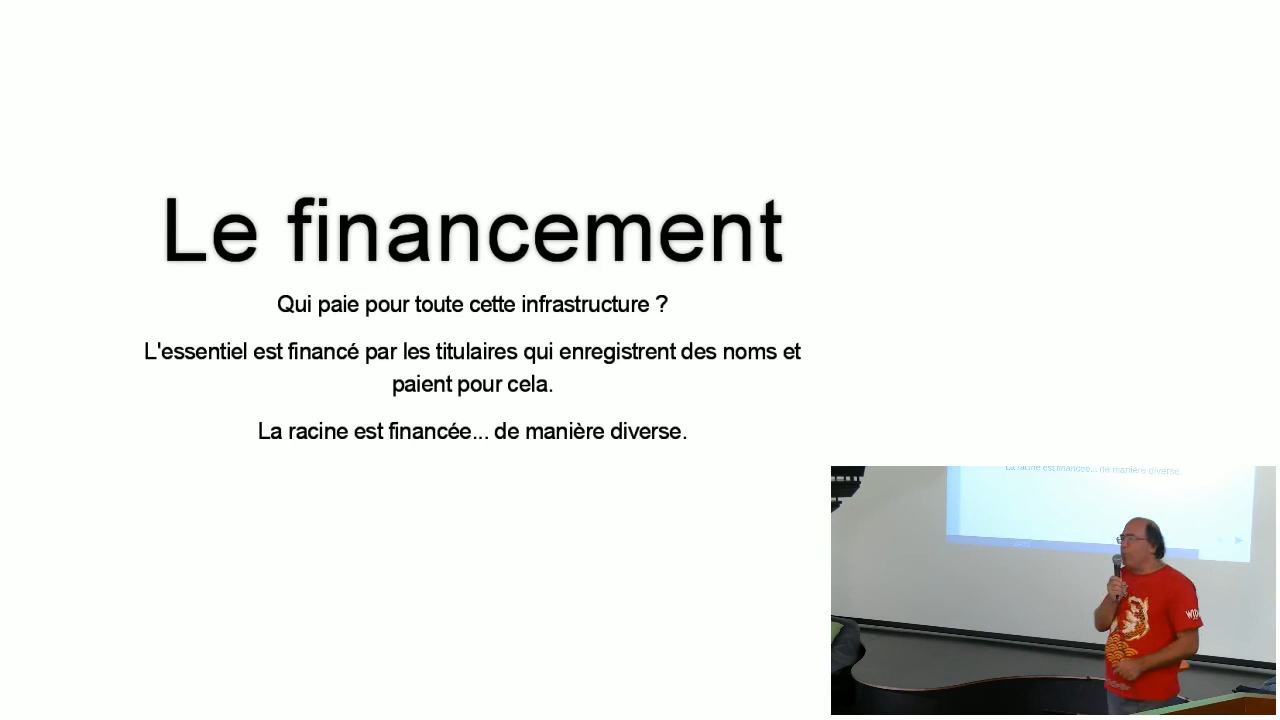 Le financement
Qui paie pour toute cette infrastructure ?
L'essentiel est financé par les titulaires qui enregistrent des noms et
paient pour cela.
La racine est financée... de manière diverse.
La racine est financée... de manière diverse.